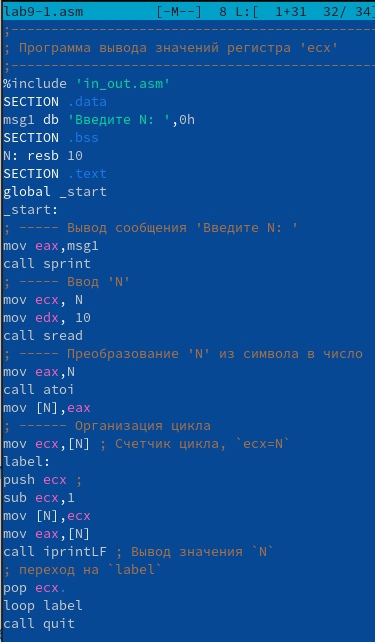 lab9-1.asm [-M--] 8 L:[ 1+31 32/ 34]
;------------------------------------------------
; Программа вывода значений регистра 'ecx'
;------------------------------------------------
%include 'in_out.asm'
SECTION .data
msg1 db 'Введите N: ',0h
SECTION .bss
N: resb 10
SECTION .text
global _start
_start:
; ----- Вывод сообщения 'Введите N: '
mov eax,msg1
call sprint
; ----- Ввод 'N'
mov ecx, N
mov edx, 10
call sread
; ----- Преобразование 'N' из символа в число
mov eax,N
call atoi
mov [N],eax
; ------ Организация цикла
mov ecx,[N] ; Счетчик цикла, `ecx=N`
label:
push ecx ;
sub ecx,1
mov [N],ecx
mov eax,[N]
call iprintLF ; Вывод значения `N`
; переход на `label`
pop ecx.
loop label
call quit